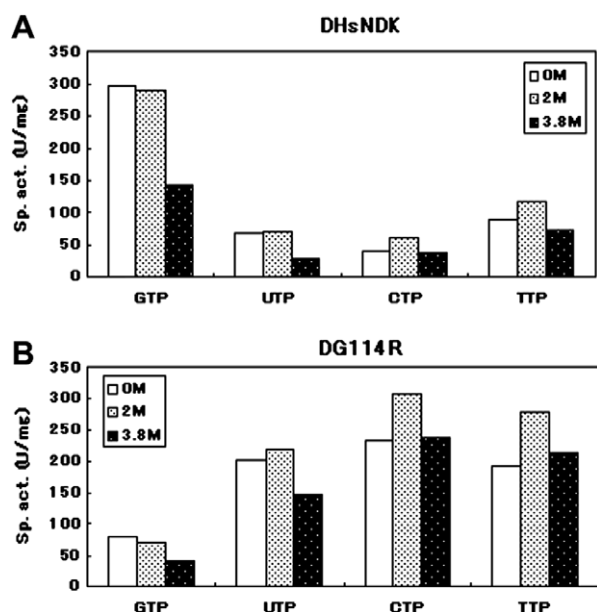 A
DHsNDK
Sp. act. (U/mg)
350
300
250
200
150
100
50
0
0M
2M
3.8M
GTP UTP CTP TTP
B
DG114R
Sp. act. (U/mg)
350
300
250
200
150
100
50
0
0M
2M
3.8M
GTP UTP CTP TTP